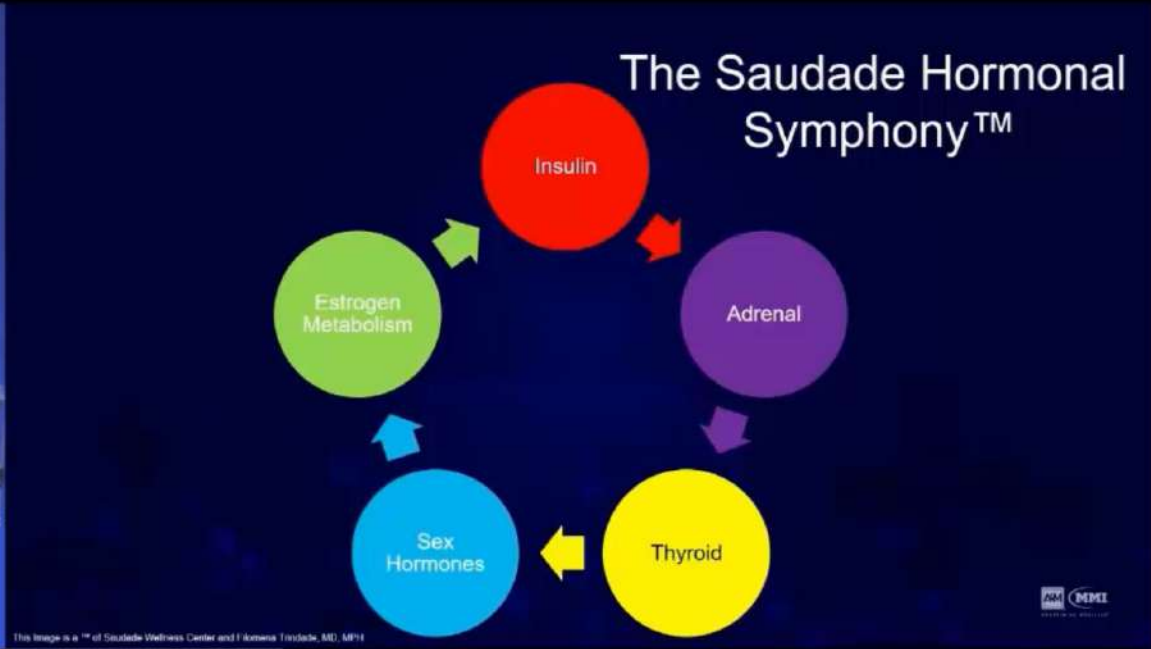 The Saudade Hormonal
Symphony™
Insulin
Adrenal
Thyroid
Sex
Hormones
Estrogen
Metabolism
MMI
This Image is a ™ of Saudade Wellness Center and Filomena Trindade, MD, MPH